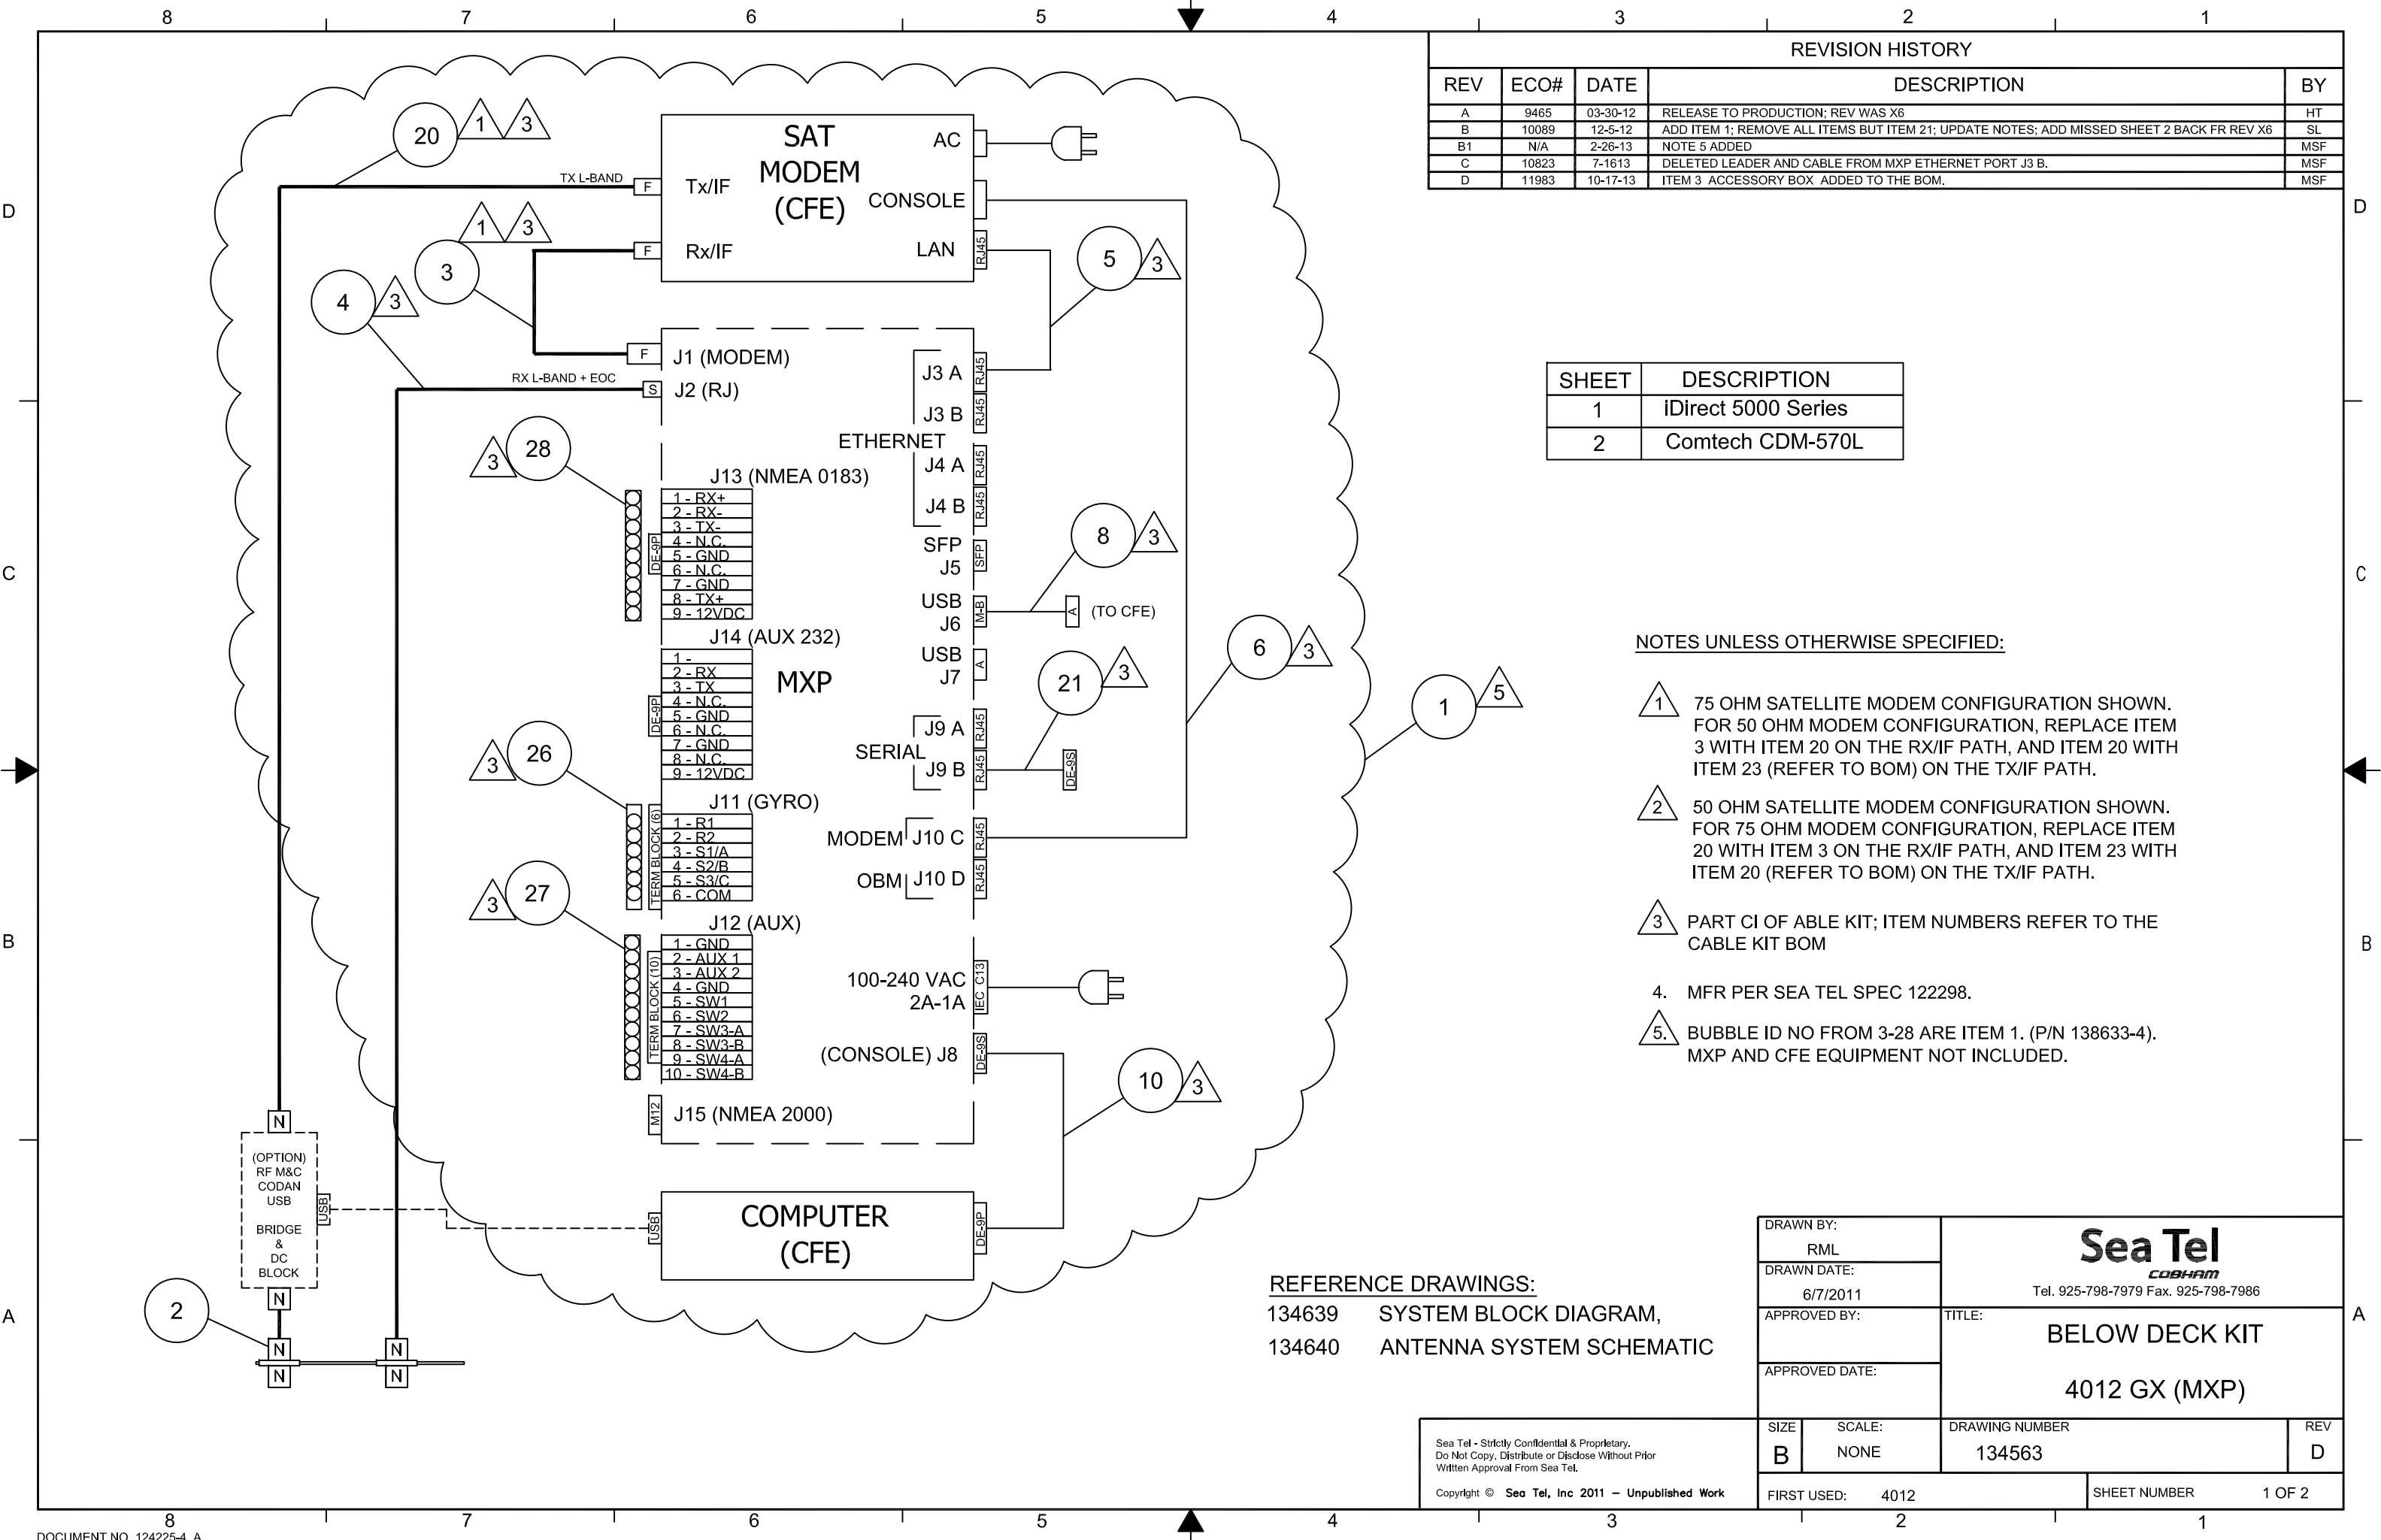 8 7 6 5 4 3 2 1
REVISION HISTORY
REV ECO# DATE DESCRIPTION BY
A 9465 03-30-12 RELEASE TO PRODUCTION; REV WAS X6 HT
B 10089 12-5-12 ADD ITEM 1; REMOVE ALL ITEMS BUT ITEM 21; UPDATE NOTES; ADD MISSED SHEET 2 BACK FR REV X6 SL
B1 N/A 2-26-13 NOTE 5 ADDED MSF
C 10823 7-1613 DELETED LEADER AND CABLE FROM MXP ETHERNET PORT J3 B. MSF
D 11983 10-17-13 ITEM 3 ACCESSORY BOX ADDED TO THE BOM. MSF
D
D
C
C
B
B
A
A
20 1 3
TX L-BAND
F
Tx/IF
SAT
MODEM
(CFE)
AC
CONSOLE
1 3
3
F
Rx/IF
LAN
RJ45
5 3
4 3
F
J1 (MODEM)
RX L-BAND + EOC
S
J2 (RJ)
J3 A
RJ45
J3 B
RJ45
ETHERNET
J4 A
RJ45
J4 B
RJ45
3 28
J13 (NMEA 0183)
DE-9P
1 - RX+
2 - RX-
3 - TX-
4 - N.C.
5 - GND
6 - N.C.
7 - GND
8 - TX+
9 - 12VDC
SFP
J5
SFP
8 3
USB
J6
M-B
A
(TO CFE)
J14 (AUX 232)
DE-9P
1 -
2 - RX
3 - TX
4 - N.C.
5 - GND
6 - N.C.
7 - GND
8 - N.C.
9 - 12VDC
MXP
USB
J7
A
21 3
6 3
1 5
SERIAL
J9 A
RJ45
J9 B
RJ45
DE-9S
3 26
J11 (GYRO)
TERM BLOCK (6)
1 - R1
2 - R2
3 - S1/A
4 - S2/B
5 - S3/C
6 - COM
MODEM
J10 C
RJ45
OBM
J10 D
RJ45
3 27
J12 (AUX)
TERM BLOCK (10)
1 - GND
2 - AUX 1
3 - AUX 2
4 - GND
5 - SW1
6 - SW2
7 - SW3-A
8 - SW3-B
9 - SW4-A
10 - SW4-B
100-240 VAC
2A-1A
IEC C13
(CONSOLE) J8
DE-9S
10 3
M12
J15 (NMEA 2000)
N
(OPTION)
RF M&C
CODAN
USB
BRIDGE
&
DC
BLOCK
USB
USB
COMPUTER
(CFE)
DE-9P
N
2
N N
N N
SHEET DESCRIPTION
1 iDirect 5000 Series
2 Comtech CDM-570L
NOTES UNLESS OTHERWISE SPECIFIED:
1 75 OHM SATELLITE MODEM CONFIGURATION SHOWN.
FOR 50 OHM MODEM CONFIGURATION, REPLACE ITEM
3 WITH ITEM 20 ON THE RX/IF PATH, AND ITEM 20 WITH
ITEM 23 (REFER TO BOM) ON THE TX/IF PATH.
2 50 OHM SATELLITE MODEM CONFIGURATION SHOWN.
FOR 75 OHM MODEM CONFIGURATION, REPLACE ITEM
20 WITH ITEM 3 ON THE RX/IF PATH, AND ITEM 23 WITH
ITEM 20 (REFER TO BOM) ON THE TX/IF PATH.
3 PART CI OF ABLE KIT; ITEM NUMBERS REFER TO THE
CABLE KIT BOM
4. MFR PER SEA TEL SPEC 122298.
5. BUBBLE ID NO FROM 3-28 ARE ITEM 1. (P/N 138633-4).
MXP AND CFE EQUIPMENT NOT INCLUDED.
REFERENCE DRAWINGS:
134639 SYSTEM BLOCK DIAGRAM,
134640 ANTENNA SYSTEM SCHEMATIC
DRAWN BY:
RML
DRAWN DATE:
6/7/2011
APPROVED BY:
APPROVED DATE:
Sea Tel
COBHAM
Tel. 925-798-7979 Fax. 925-798-7986
TITLE:
BELOW DECK KIT
4012 GX (MXP)
Sea Tel - Strictly Confidential & Proprietary.
Do Not Copy, Distribute or Disclose Without Prior
Written Approval From Sea Tel.
Copyright © Sea Tel, Inc 2011 – Unpublished Work
SIZE
B
SCALE:
NONE
DRAWING NUMBER
134563
REV
D
FIRST USED: 4012
SHEET NUMBER 1 OF 2
8 7 6 5 4 3 2 1
DOCUMENT NO. 124225-4 A